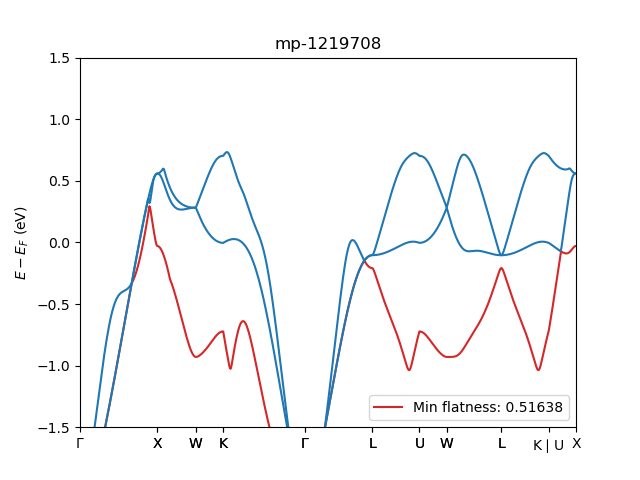 mp-1219708
E − E_F (eV)
1.5
1.0
0.5
0.0
−0.5
−1.0
−1.5
Min flatness: 0.51638
Γ X W K Γ L U W L K | U X